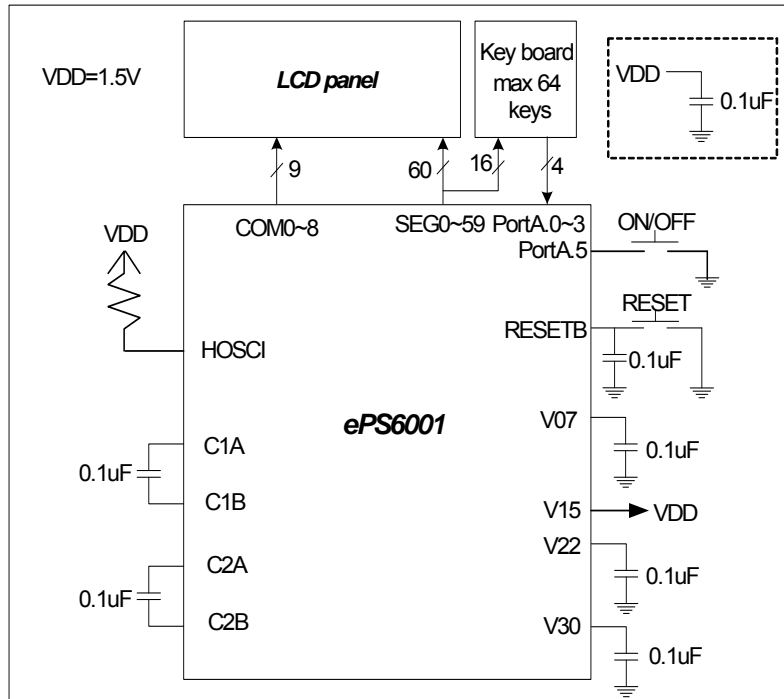 VDD=1.5V
LCD panel
Key board
max 64
keys
VDD
0.1uF
9
60
16
4
VDD
COM0~8
SEG0~59
PortA.0~3
PortA.5
ON/OFF
HOSCI
RESETB
RESET
0.1uF
ePS6001
C1A
0.1uF
C1B
V07
0.1uF
V15
VDD
C2A
0.1uF
C2B
V22
0.1uF
V30
0.1uF